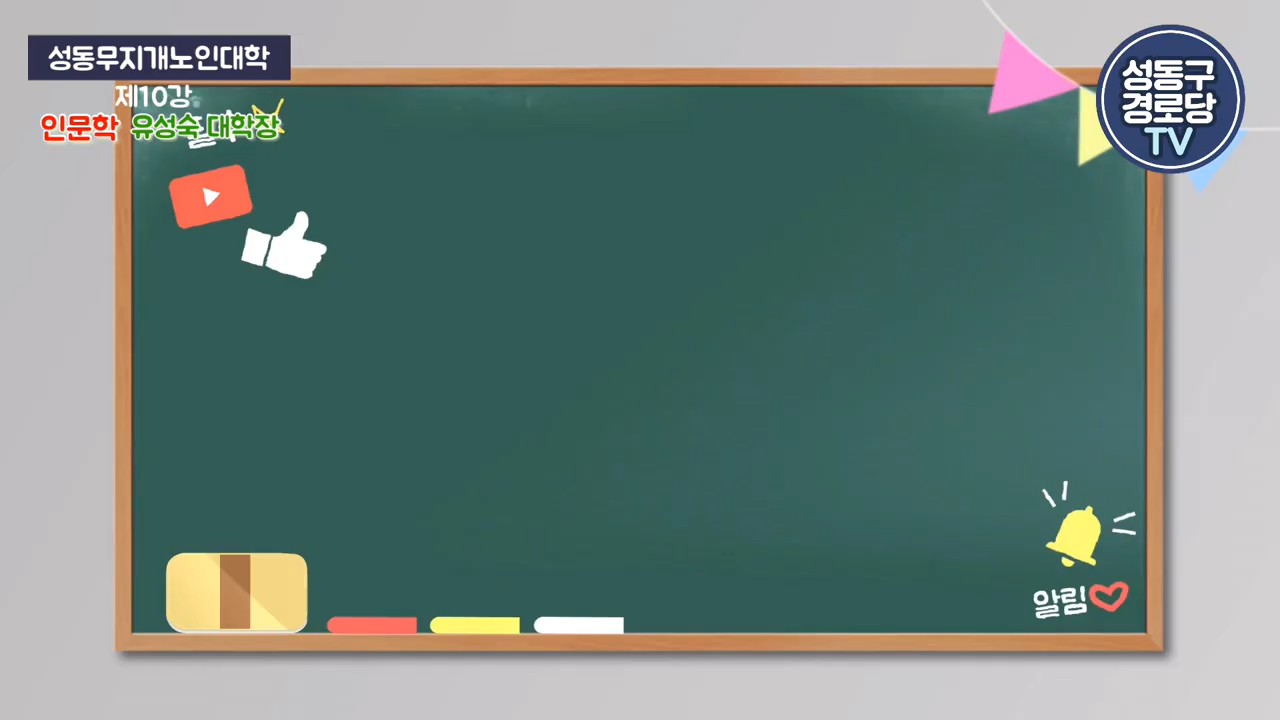 성동무지개노인대학
제10강
인문학 유성숙 대학장
성동구
경로당
TV
알림